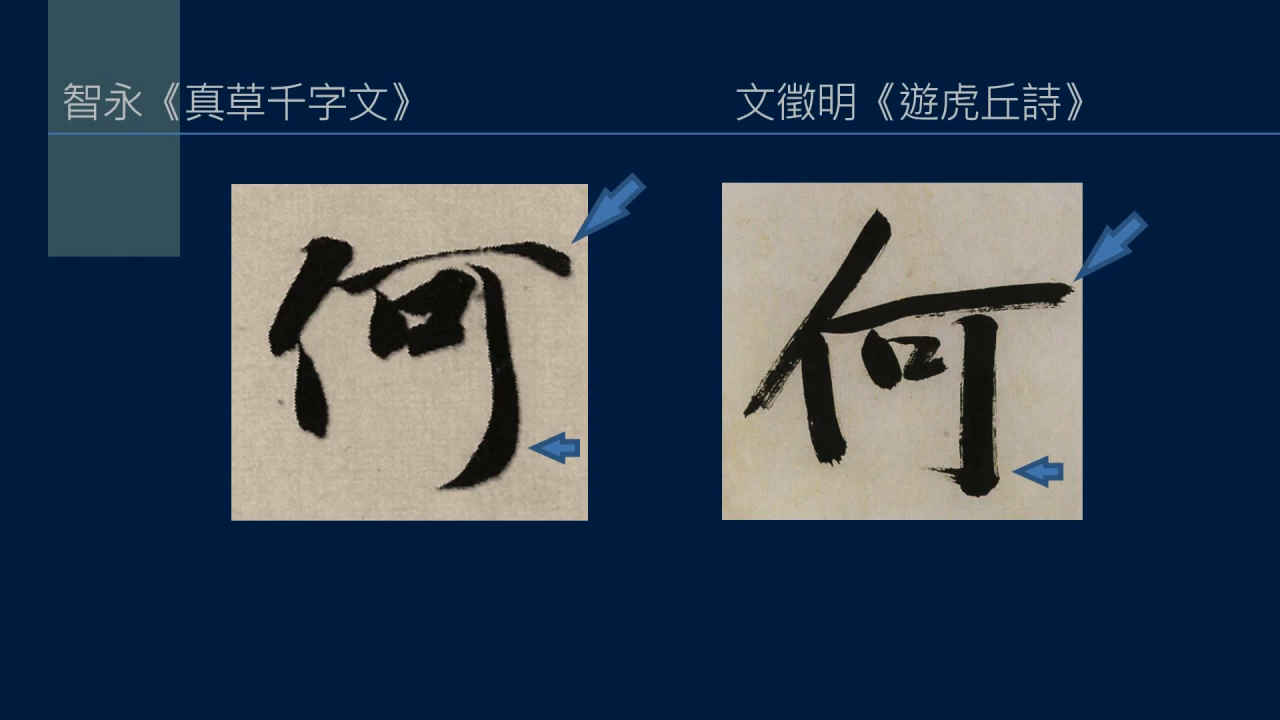 智永《真草千字文》
文徵明《遊虎丘詩》
何
何